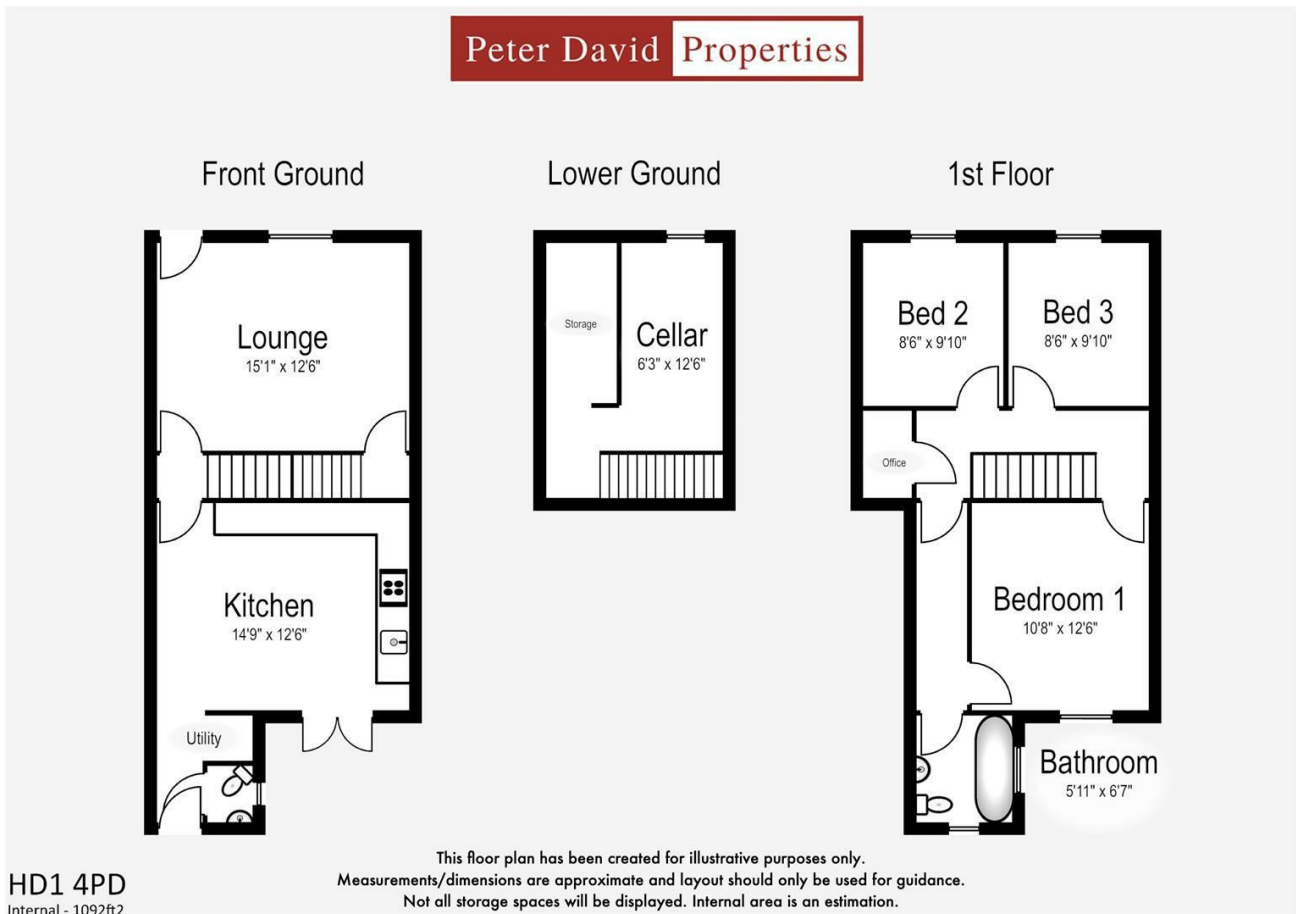 Peter David Properties
Front Ground
Lounge
15'1" x 12'6"
Kitchen
14'9" x 12'6"
Utility
Lower Ground
Storage
Cellar
6'3" x 12'6"
1st Floor
Bed 2
8'6" x 9'10"
Bed 3
8'6" x 9'10"
Office
Bedroom 1
10'8" x 12'6"
Bathroom
5'11" x 6'7"
This floor plan has been created for illustrative purposes only.
Measurements/dimensions are approximate and layout should only be used for guidance.
Not all storage spaces will be displayed. Internal area is an estimation.
HD1 4PD
Internal - 1092ft2